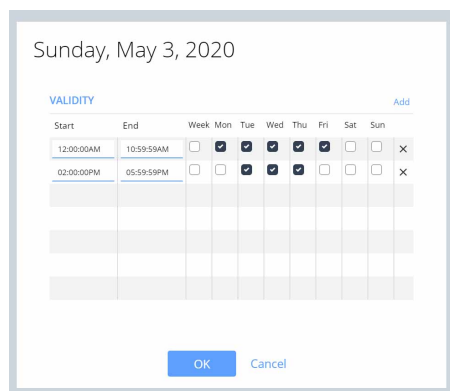 Sunday, May 3, 2020
VALIDITY Add
Start End Week Mon Tue Wed Thu Fri Sat Sun
12:00:00AM 10:59:59AM
02:00:00PM 05:59:59PM
OK Cancel